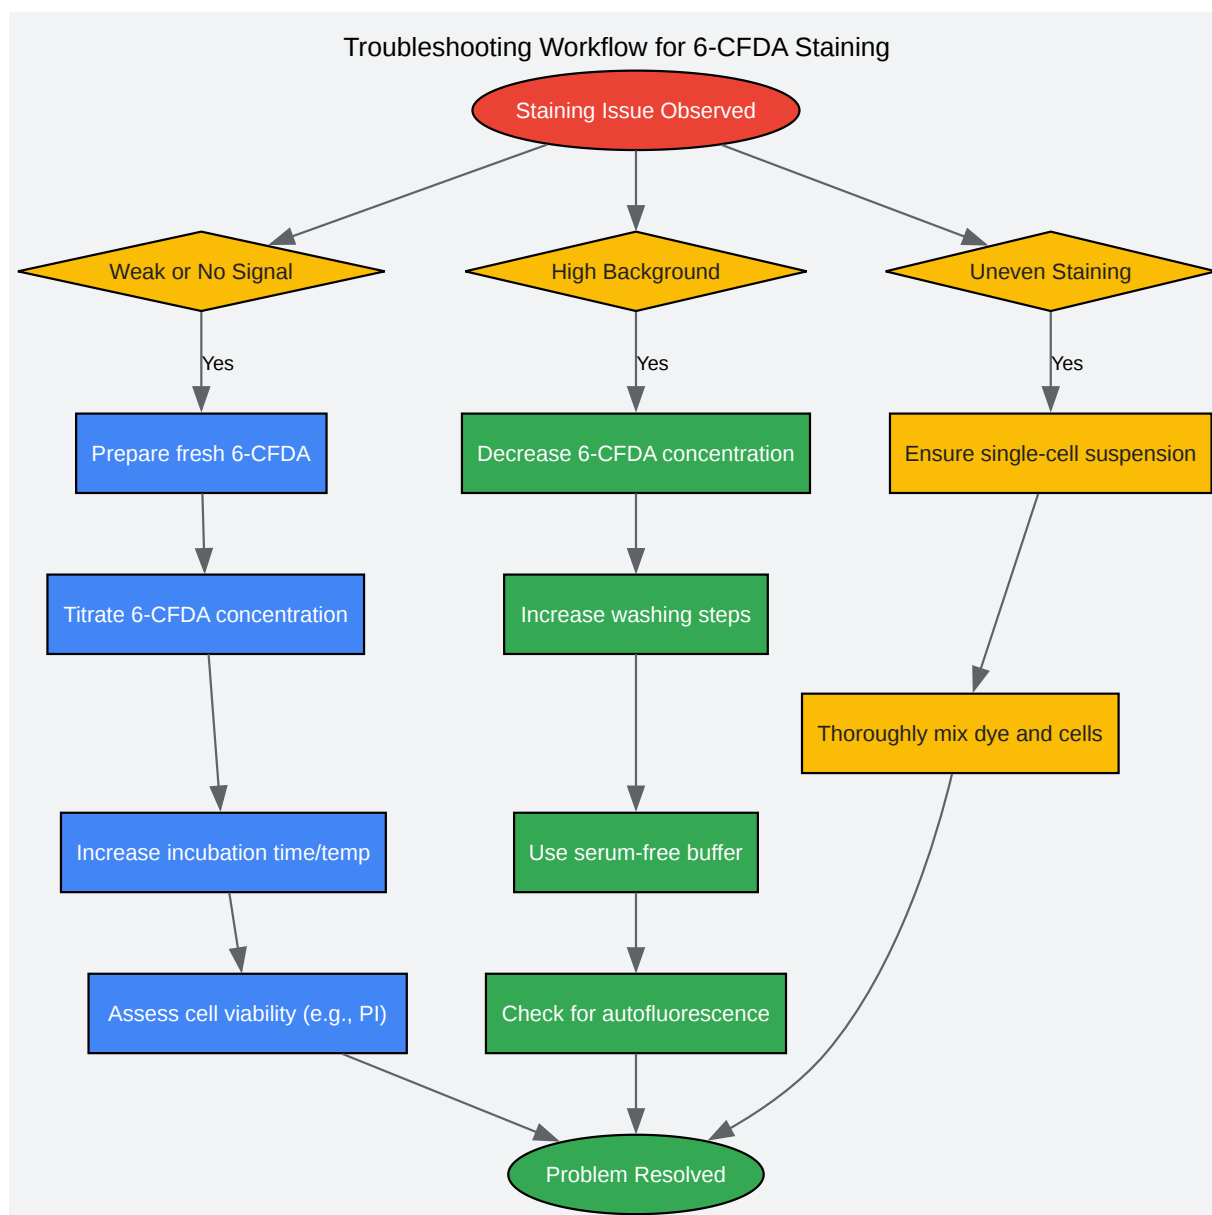 Troubleshooting Workflow for 6-CFDA Staining
Staining Issue Observed
Weak or No Signal
High Background
Uneven Staining
Yes
Yes
Yes
Prepare fresh 6-CFDA
Decrease 6-CFDA concentration
Ensure single-cell suspension
Titrate 6-CFDA concentration
Increase washing steps
Thoroughly mix dye and cells
Increase incubation time/temp
Use serum-free buffer
Assess cell viability (e.g., PI)
Check for autofluorescence
Problem Resolved